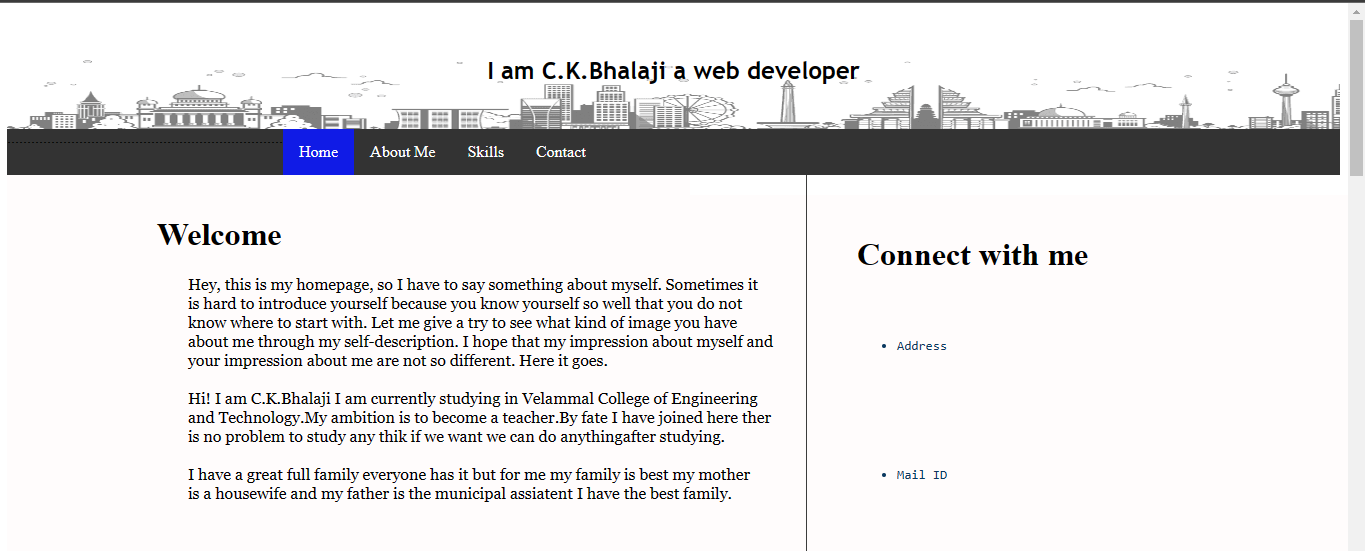 I am C.K.Bhalaji a web developer
Home About Me Skills Contact
Welcome
Hey, this is my homepage, so I have to say something about myself. Sometimes it
is hard to introduce yourself because you know yourself so well that you do not
know where to start with. Let me give a try to see what kind of image you have
about me through my self-description. I hope that my impression about myself and
your impression about me are not so different. Here it goes.
Hi! I am C.K.Bhalaji I am currently studying in Velammal College of Engineering
and Technology.My ambition is to become a teacher.By fate I have joined here ther
is no problem to study any thik if we want we can do anythingafter studying.
I have a great full family everyone has it but for me my family is best my mother
is a housewife and my father is the municipal assiatent I have the best family.
Connect with me
Address
Mail ID